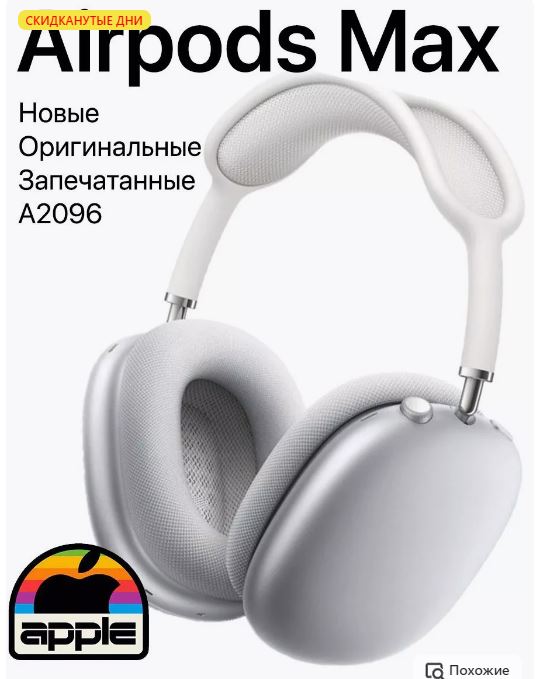 СКИДКАНУТЫЕ ДНИ
Airpods Max
Новые
Оригинальные
Запечатанные
A2096
apple
Похожие